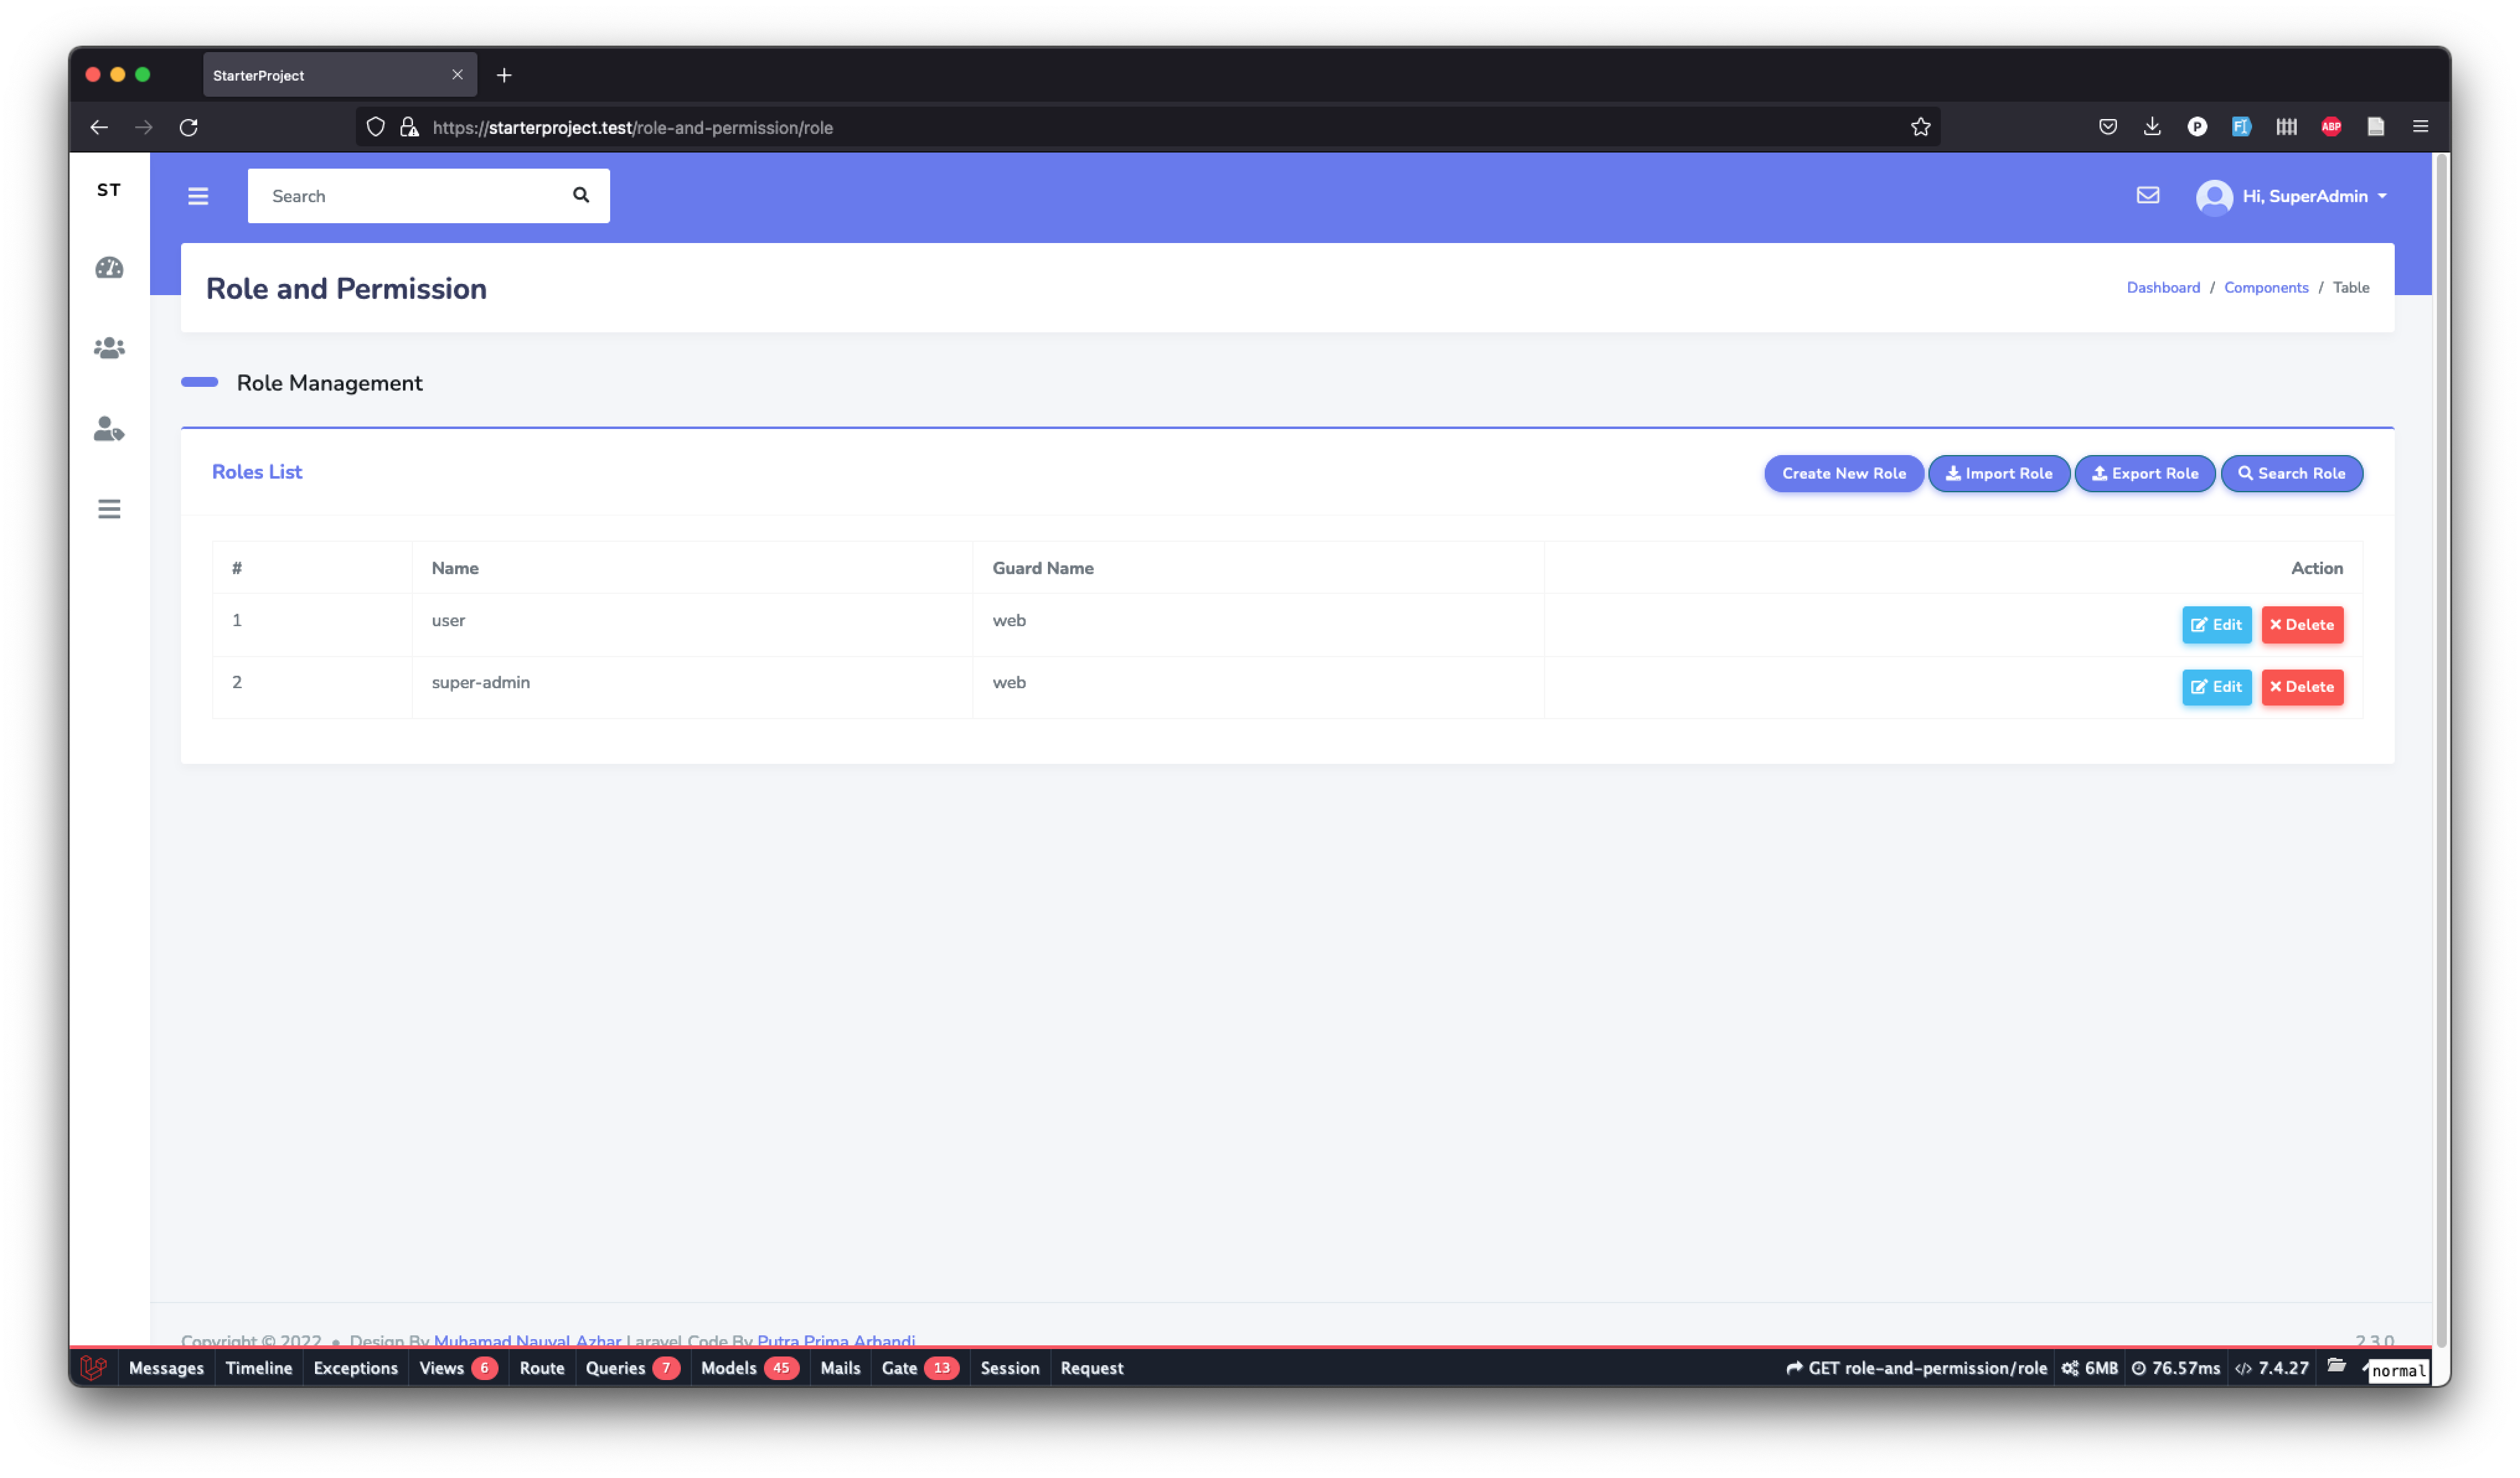 StarterProject
https://starterproject.test/role-and-permission/role
P
FI
ABP
ST
Search
Hi, SuperAdmin
Role and Permission
Dashboard / Components / Table
Role Management
Roles List
Create New Role
Import Role
Export Role
Search Role
# Name Guard Name Action
1 user web Edit Delete
2 super-admin web Edit Delete
Copyright © 2022 • Design By Muhamad Nauval Azhar Laravel Code By Putra Prima Arhandi
2.3.0
Messages Timeline Exceptions Views 6 Route Queries 7 Models 45 Mails Gate 13 Session Request
GET role-and-permission/role 6MB 76.57ms 7.4.27
normal